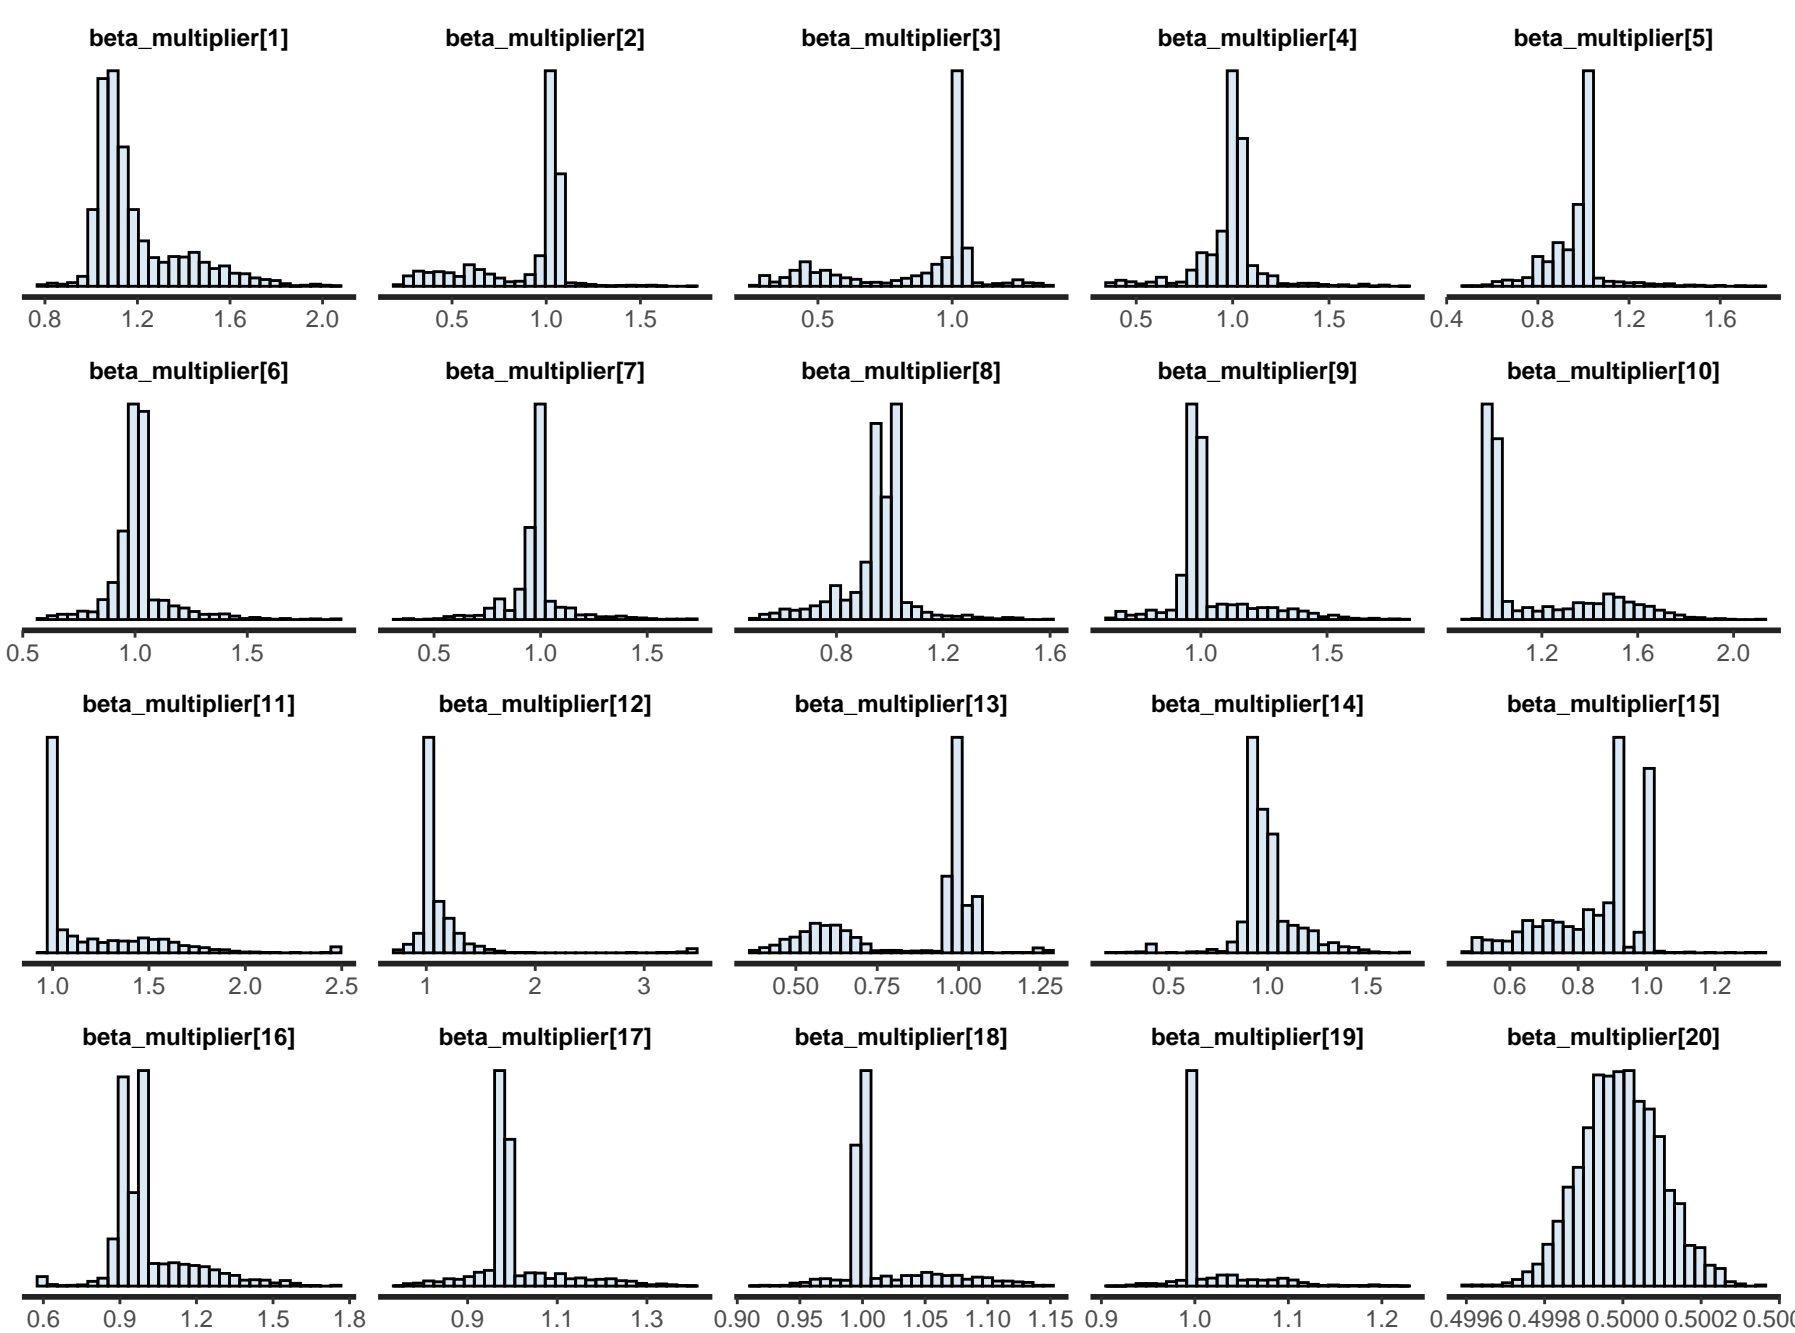 beta_multiplier[1] beta_multiplier[2] beta_multiplier[3] beta_multiplier[4] beta_multiplier[5]
0.8 1.2 1.6 2.0 0.5 1.0 1.5 0.5 1.0 0.5 1.0 1.5 0.4 0.8 1.2 1.6
beta_multiplier[6] beta_multiplier[7] beta_multiplier[8] beta_multiplier[9] beta_multiplier[10]
0.5 1.0 1.5 0.5 1.0 1.5 0.8 1.2 1.6 1.0 1.5 1.2 1.6 2.0
beta_multiplier[11] beta_multiplier[12] beta_multiplier[13] beta_multiplier[14] beta_multiplier[15]
1.0 1.5 2.0 2.5 1 2 3 0.50 0.75 1.00 1.25 0.5 1.0 1.5 0.6 0.8 1.0 1.2
beta_multiplier[16] beta_multiplier[17] beta_multiplier[18] beta_multiplier[19] beta_multiplier[20]
0.6 0.9 1.2 1.5 1.8 0.9 1.1 1.3 0.90 0.95 1.00 1.05 1.10 1.15 0.9 1.0 1.1 1.2 0.4996 0.4998 0.5000 0.5002